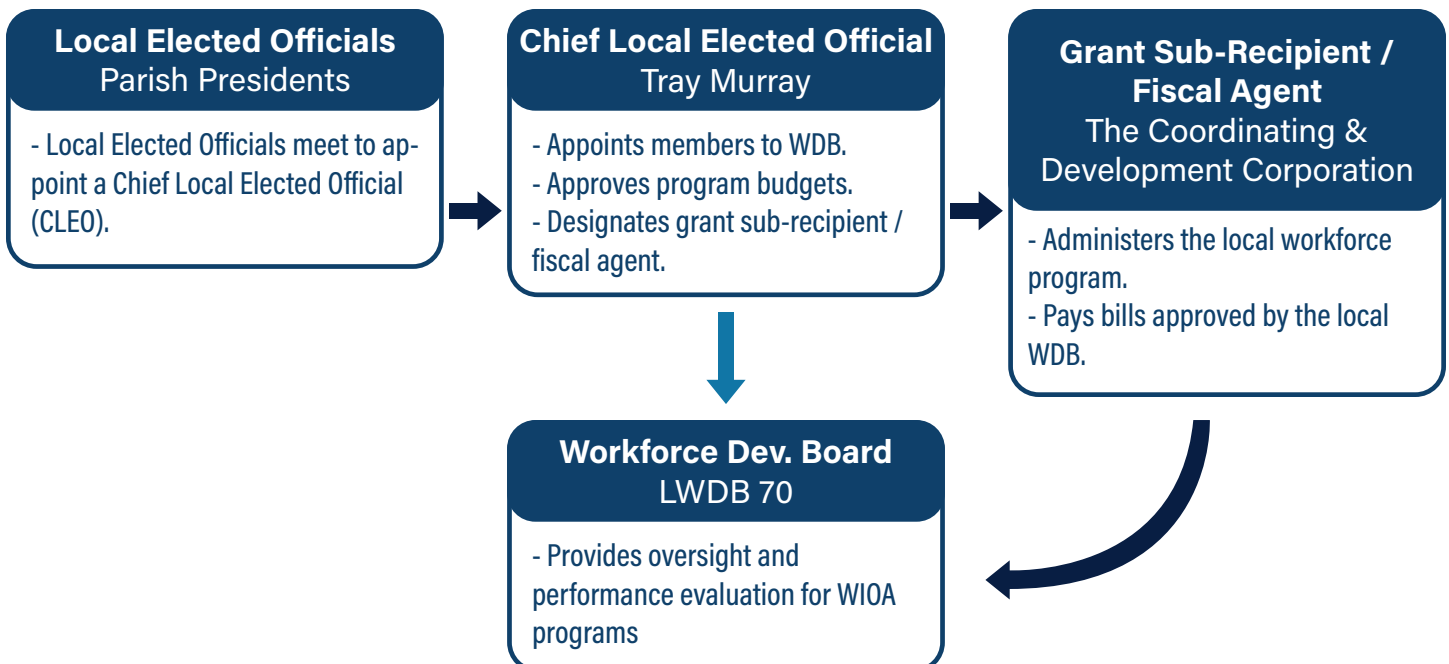 Local Elected Officials
Parish Presidents
- Local Elected Officials meet to ap-
point a Chief Local Elected Official
(CLEO).
Chief Local Elected Official
Tray Murray
- Appoints members to WDB.
- Approves program budgets.
- Designates grant sub-recipient /
fiscal agent.
Grant Sub-Recipient /
Fiscal Agent
The Coordinating &
Development Corporation
- Administers the local workforce
program.
- Pays bills approved by the local
WDB.
Workforce Dev. Board
LWDB 70
- Provides oversight and
performance evaluation for WIOA
programs